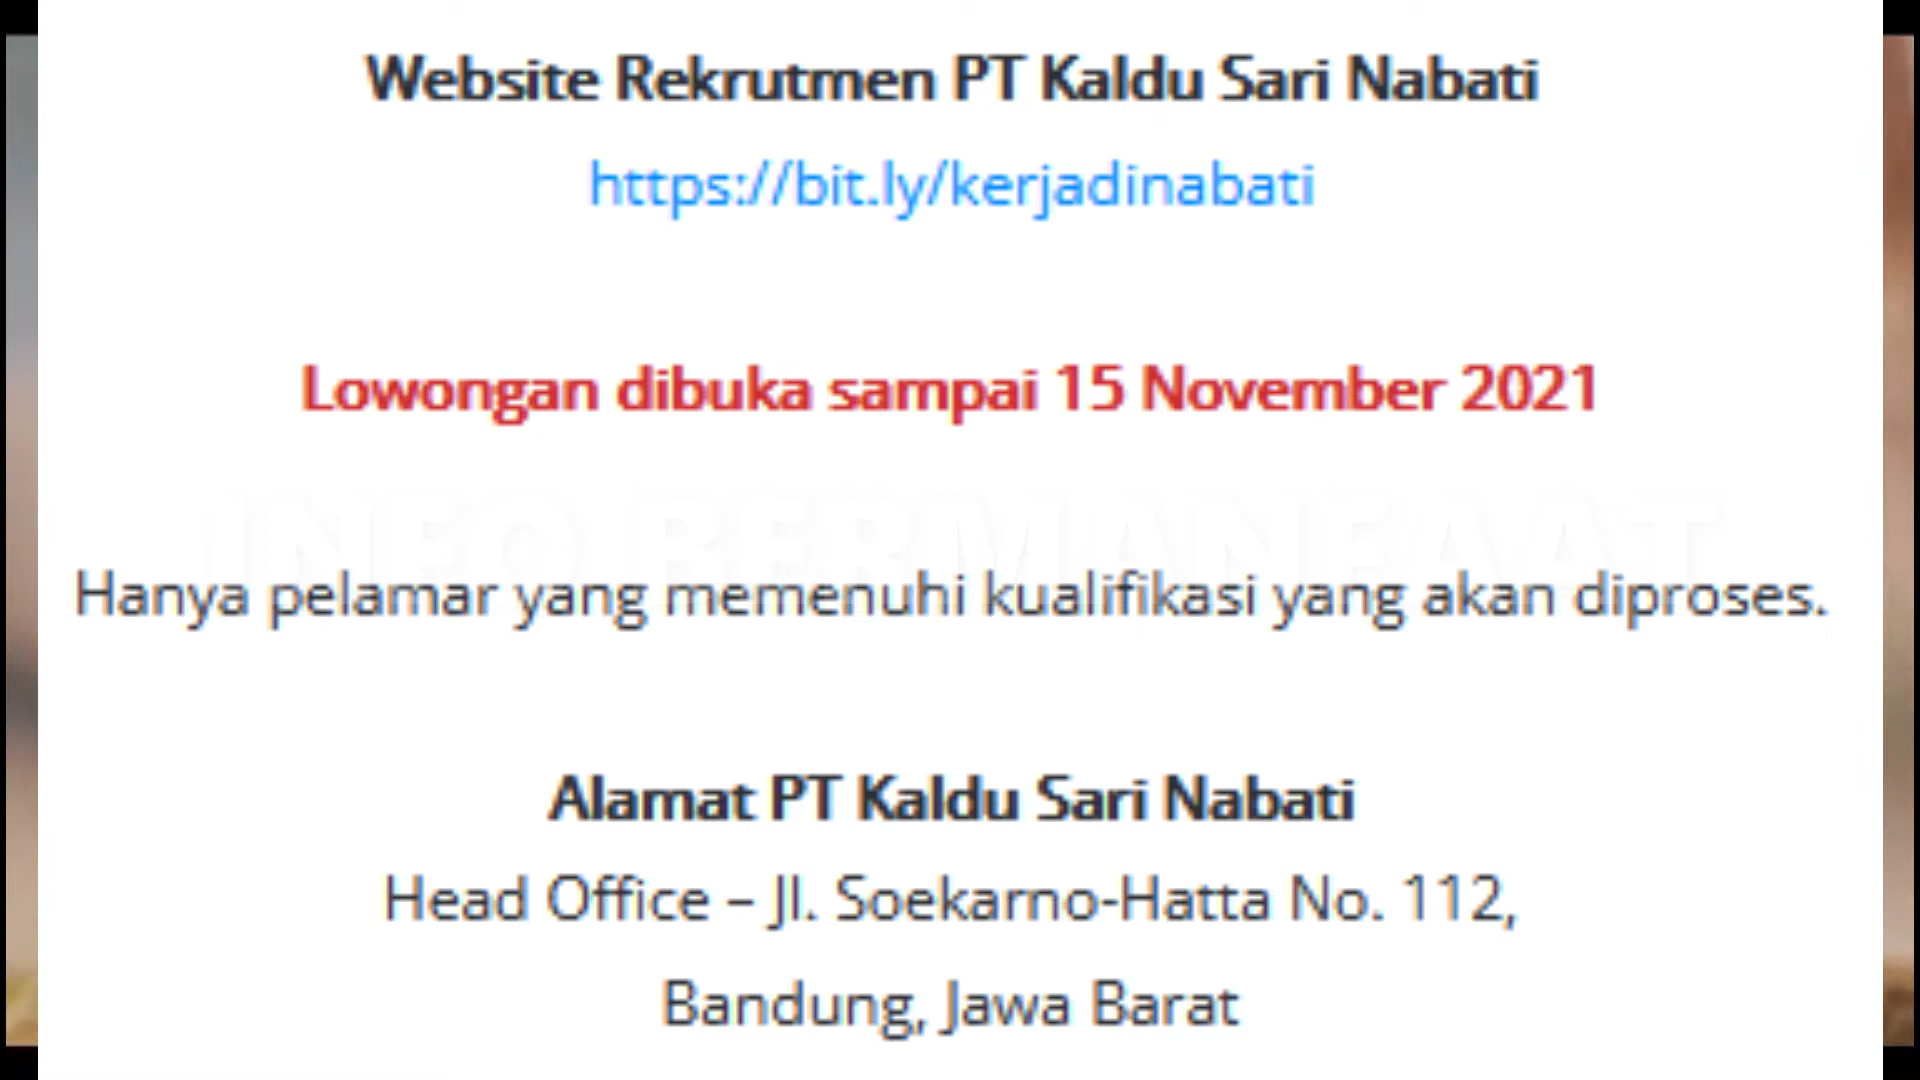 Website Rekrutmen PT Kaldu Sari Nabati
https://bit.ly/kerjadinabati
Lowongan dibuka sampai 15 November 2021
INFO BERMANFAAT
Hanya pelamar yang memenuhi kualifikasi yang akan diproses.
Alamat PT Kaldu Sari Nabati
Head Office – Jl. Soekarno-Hatta No. 112,
Bandung, Jawa Barat